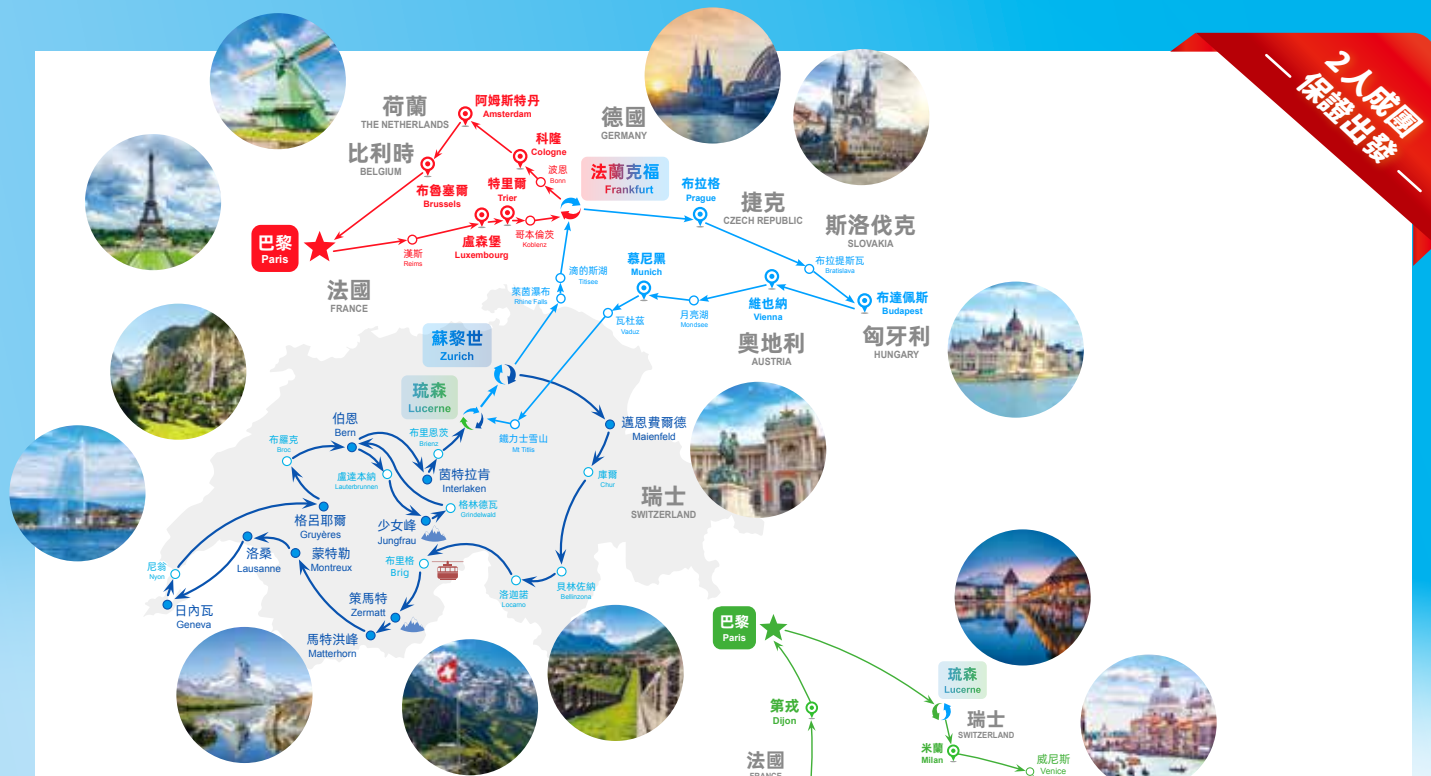 2人成團
保證出發
荷蘭
THE NETHERLANDS
阿姆斯特丹
Amsterdam
德國
GERMANY
比利時
BELGIUM
科隆
Cologne
波恩
Bonn
法蘭克福
Frankfurt
布魯塞爾
Brussels
特里爾
Trier
布拉格
Prague
捷克
CZECH REPUBLIC
斯洛伐克
SLOVAKIA
巴黎
Paris
漢斯
Reims
盧森堡
Luxembourg
哥本倫茨
Koblenz
布拉提斯瓦
Bratislava
法國
FRANCE
滴的斯湖
Titisee
萊茵瀑布
Rhine Falls
慕尼黑
Munich
瓦杜茲
Vaduz
月亮湖
Mondsee
維也納
Vienna
布達佩斯
Budapest
奧地利
AUSTRIA
匈牙利
HUNGARY
蘇黎世
Zurich
琉森
Lucerne
伯恩
Bern
布里恩茨
Brienz
鐵力士雪山
Mt Titlis
邁恩費爾德
Maienfeld
布羅克
Broc
盧達本納
Lauterbrunnen
茵特拉肯
Interlaken
庫爾
Chur
瑞士
SWITZERLAND
格呂耶爾
Gruyères
少女峰
Jungfrau
格林德瓦
Grindelwald
洛桑
Lausanne
蒙特勒
Montreux
布里格
Brig
尼翁
Nyon
日內瓦
Geneva
策馬特
Zermatt
洛迦諾
Locarno
貝林佐納
Bellinzona
馬特洪峰
Matterhorn
巴黎
Paris
琉森
Lucerne
第戎
Dijon
瑞士
SWITZERLAND
米蘭
Milan
威尼斯
Venice
法國
FRANCE